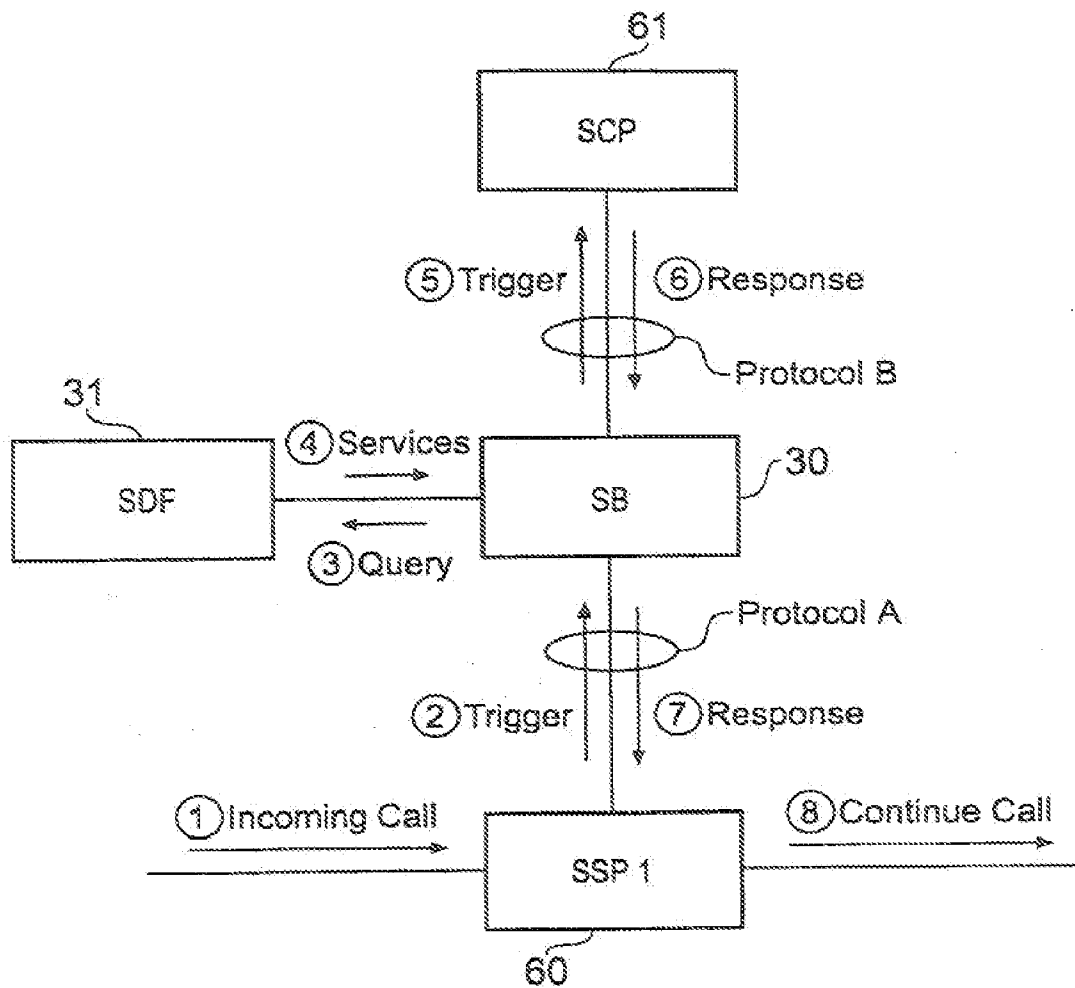 61
SCP
5 Trigger
6 Response
Protocol B
31
4 Services
30
SDF
SB
3 Query
Protocol A
2 Trigger
7 Response
1 Incoming Call
8 Continue Call
SSP 1
60